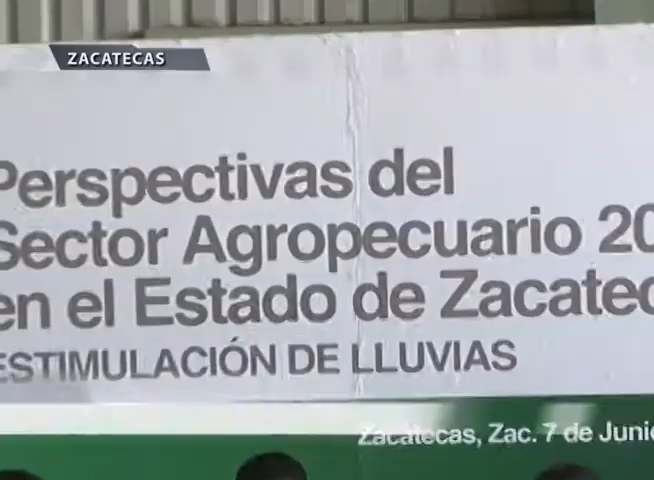 ZACATECAS
Perspectivas del
Sector Agropecuario 20
en el Estado de Zacatec
ESTIMULACIÓN DE LLUVIAS
Zacatecas, Zac. 7 de Junio